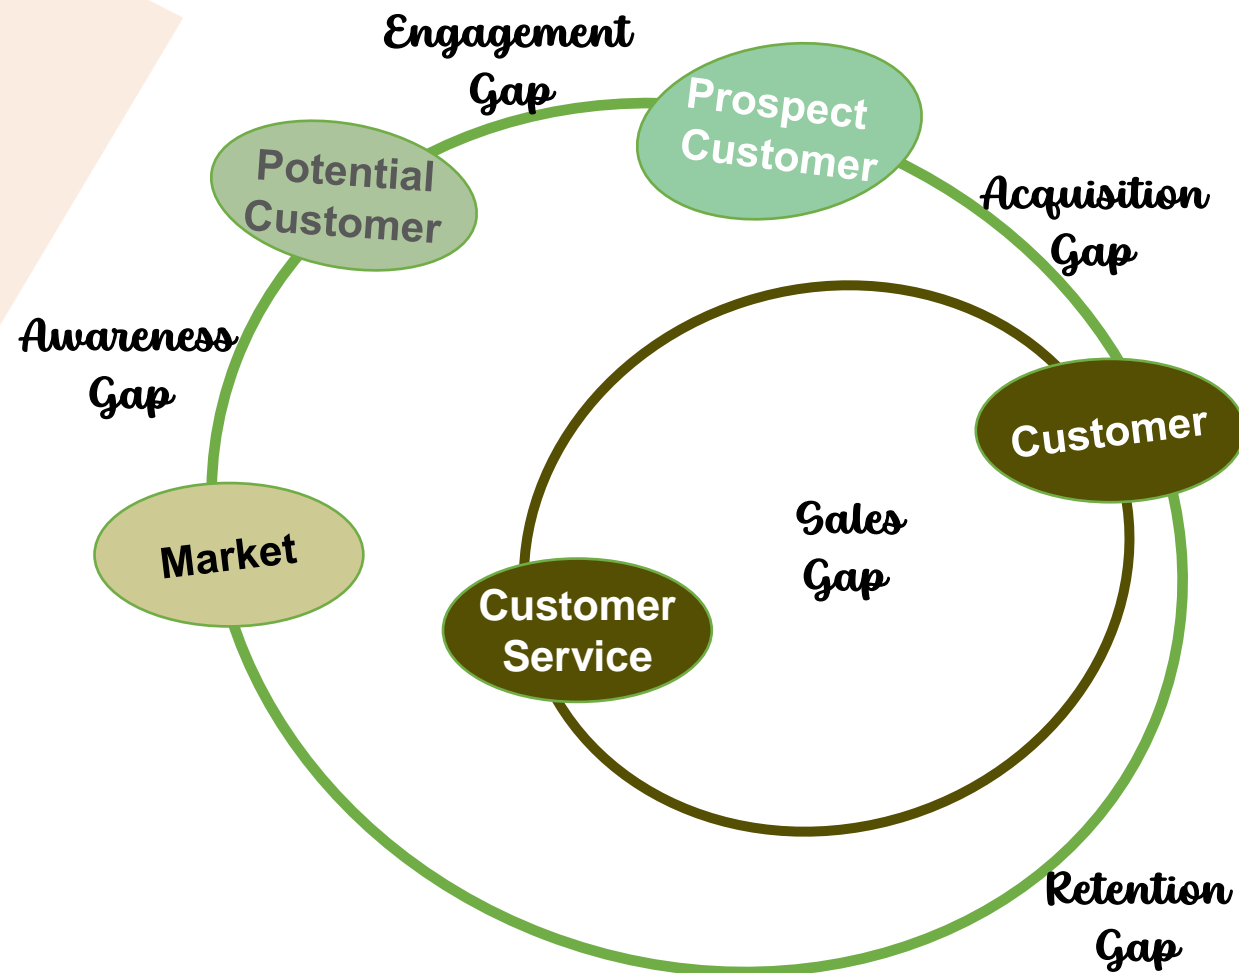 Engagement
Gap
Prospect
Customer
Potential
Customer
Acquisition
Gap
Awareness
Gap
Customer
Sales
Gap
Market
Customer
Service
Retention
Gap